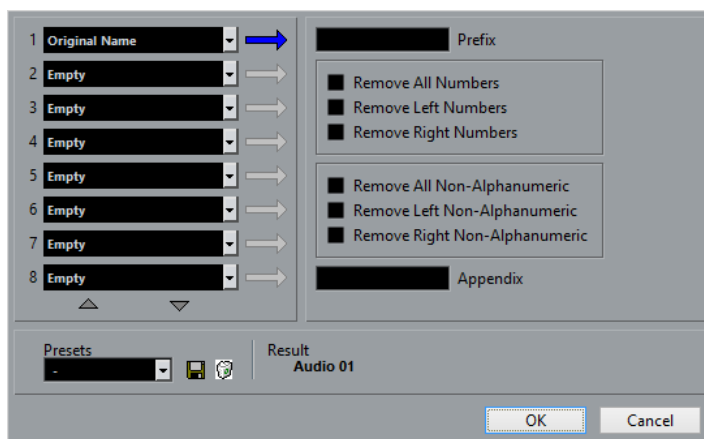 1 Original Name
2 Empty
3 Empty
4 Empty
5 Empty
6 Empty
7 Empty
8 Empty
Prefix
Remove All Numbers
Remove Left Numbers
Remove Right Numbers
Remove All Non-Alphanumeric
Remove Left Non-Alphanumeric
Remove Right Non-Alphanumeric
Appendix
Presets
-
Result
Audio 01
OK
Cancel